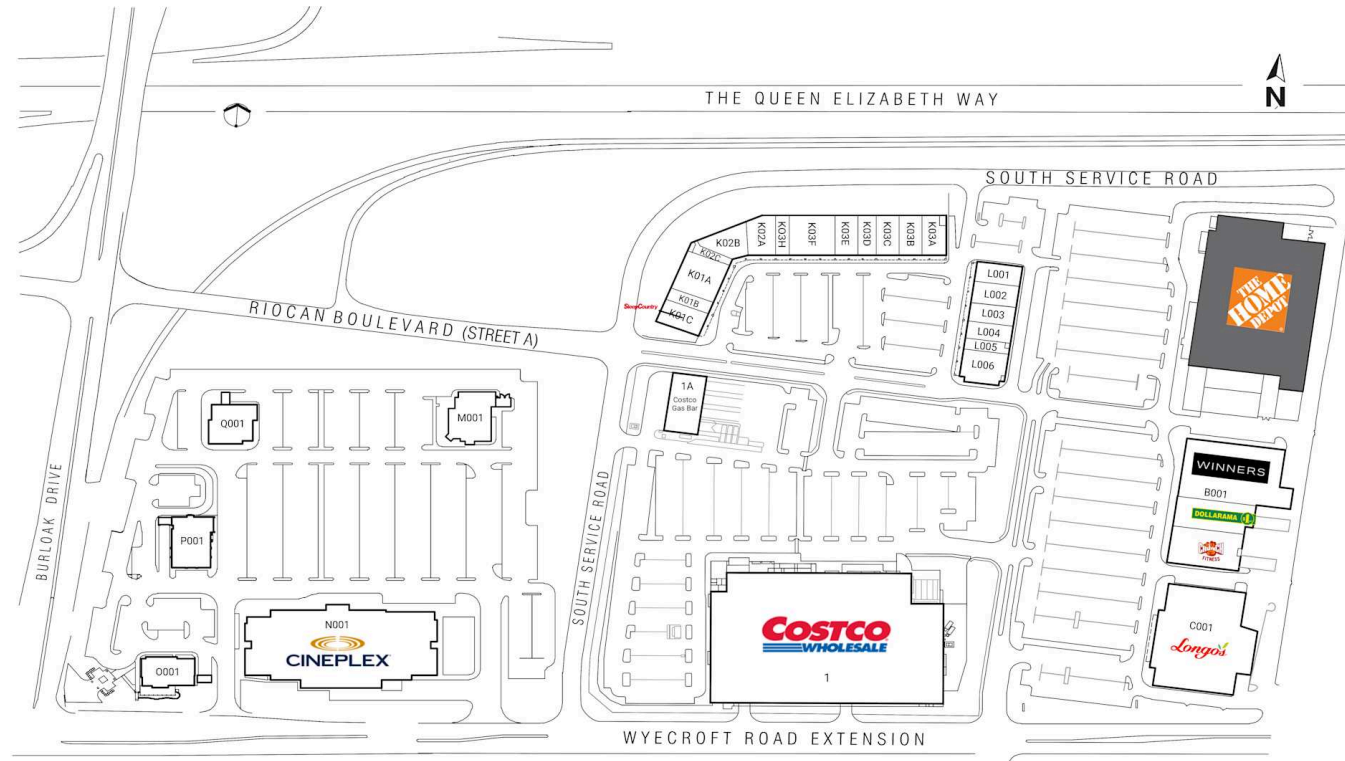 THE QUEEN ELIZABETH WAY
N
SOUTH SERVICE ROAD
K02B
K02A
K03H
K03F
K03E
K03D
K03C
K03B
K03A
K02C
K01A
K01B
K01C
SleepCountry
L001
L002
L003
L004
L005
L006
THE
HOME
DEPOT
RIOCAN BOULEVARD (STREET A)
1A
Costco
Gas Bar
Q001
M001
BURLOAK DRIVE
P001
SOUTH SERVICE ROAD
WINNERS
B001
DOLLARAMA
CRUNCH
FITNESS
N001
CINEPLEX
O001
COSTCO
WHOLESALE
1
C001
Longo's
WYECROFT ROAD EXTENSION